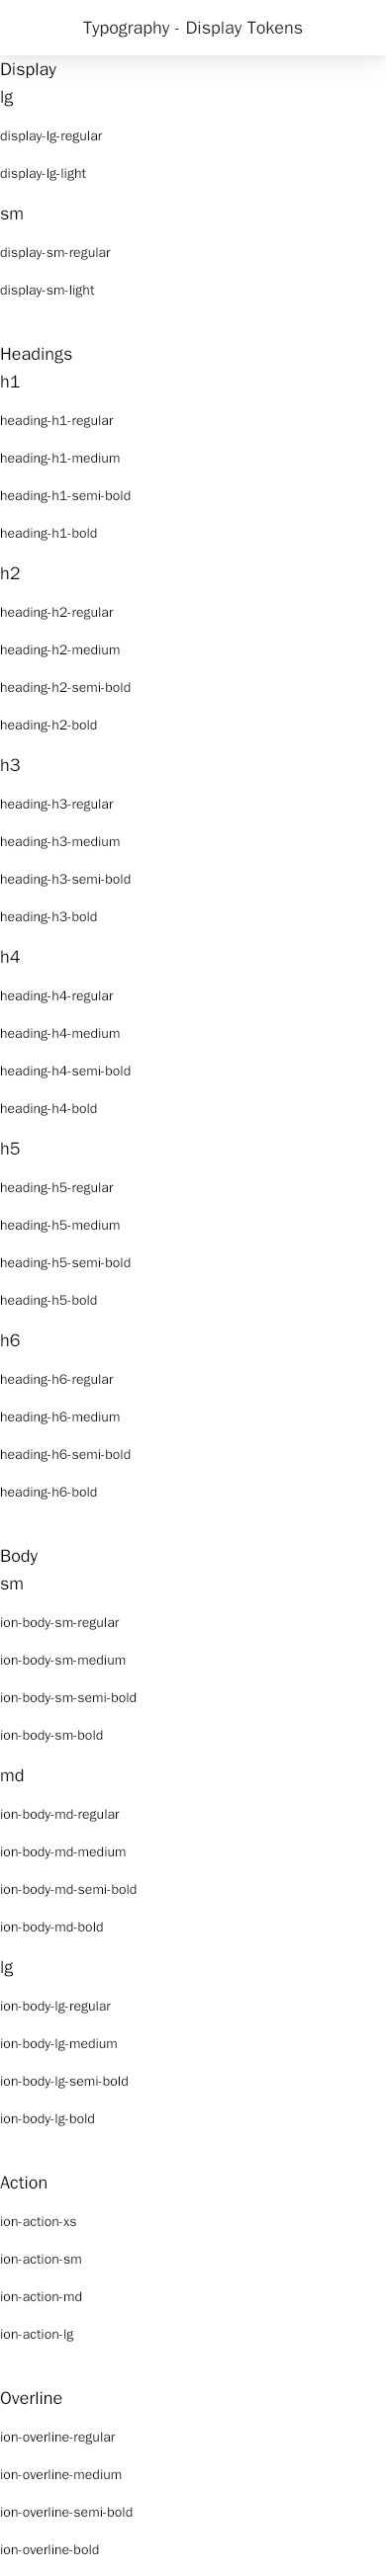 Typography - Display Tokens
Display
lg
display-lg-regular
display-lg-light
sm
display-sm-regular
display-sm-light
Headings
h1
heading-h1-regular
heading-h1-medium
heading-h1-semi-bold
heading-h1-bold
h2
heading-h2-regular
heading-h2-medium
heading-h2-semi-bold
heading-h2-bold
h3
heading-h3-regular
heading-h3-medium
heading-h3-semi-bold
heading-h3-bold
h4
heading-h4-regular
heading-h4-medium
heading-h4-semi-bold
heading-h4-bold
h5
heading-h5-regular
heading-h5-medium
heading-h5-semi-bold
heading-h5-bold
h6
heading-h6-regular
heading-h6-medium
heading-h6-semi-bold
heading-h6-bold
Body
sm
ion-body-sm-regular
ion-body-sm-medium
ion-body-sm-semi-bold
ion-body-sm-bold
md
ion-body-md-regular
ion-body-md-medium
ion-body-md-semi-bold
ion-body-md-bold
lg
ion-body-lg-regular
ion-body-lg-medium
ion-body-lg-semi-bold
ion-body-lg-bold
Action
ion-action-xs
ion-action-sm
ion-action-md
ion-action-lg
Overline
ion-overline-regular
ion-overline-medium
ion-overline-semi-bold
ion-overline-bold